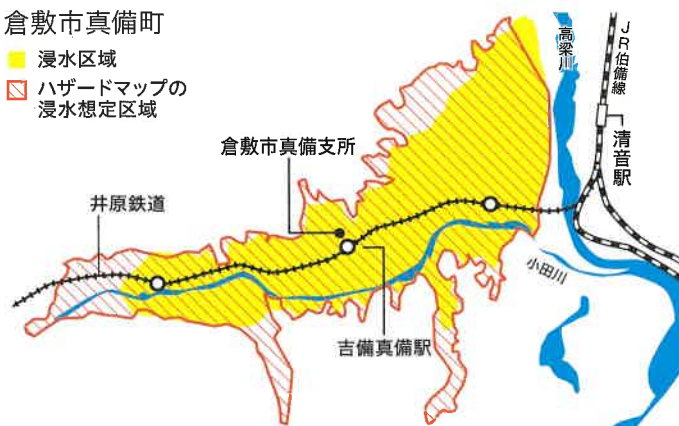 倉敷市真備町
浸水区域
ハザードマップの
浸水想定区域
高梁川
JR伯備線
清音駅
倉敷市真備支所
井原鉄道
小田川
吉備真備駅